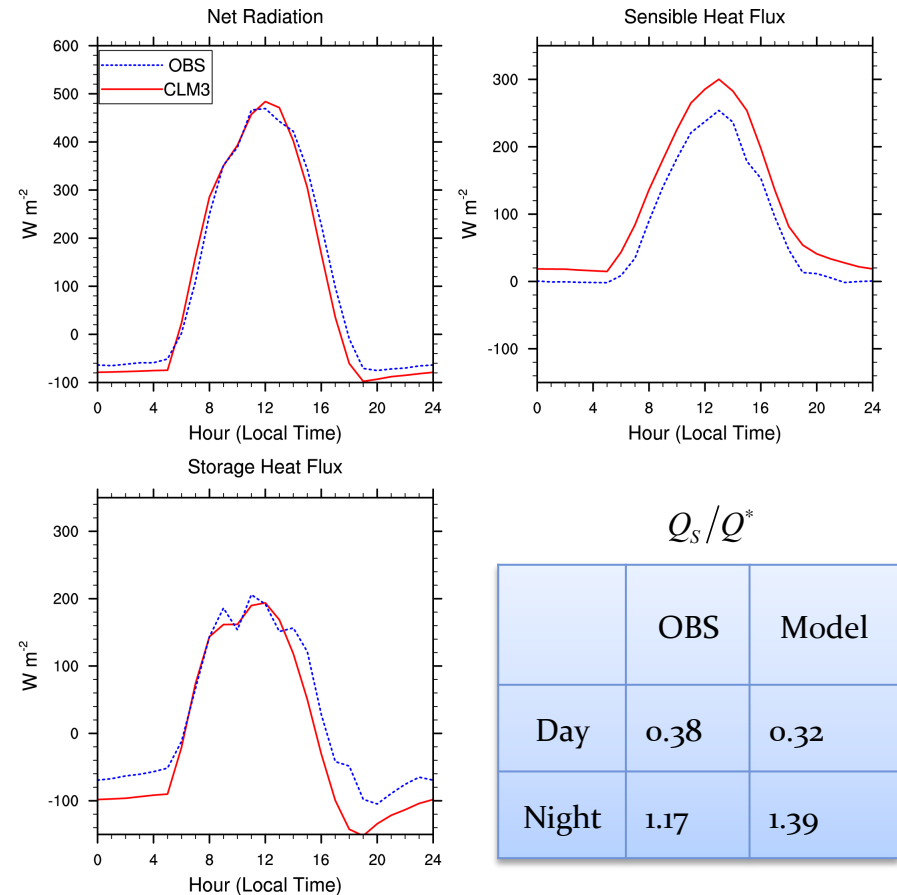 Net Radiation
600
500
400
300
200
100
0
-100
W m-2
OBS
CLM3
0 4 8 12 16 20 24
Hour (Local Time)
Sensible Heat Flux
300
200
100
0
-100
W m-2
0 4 8 12 16 20 24
Hour (Local Time)
Storage Heat Flux
300
200
100
0
-100
W m-2
0 4 8 12 16 20 24
Hour (Local Time)
QS/Q*
OBS Model
Day 0.38 0.32
Night 1.17 1.39